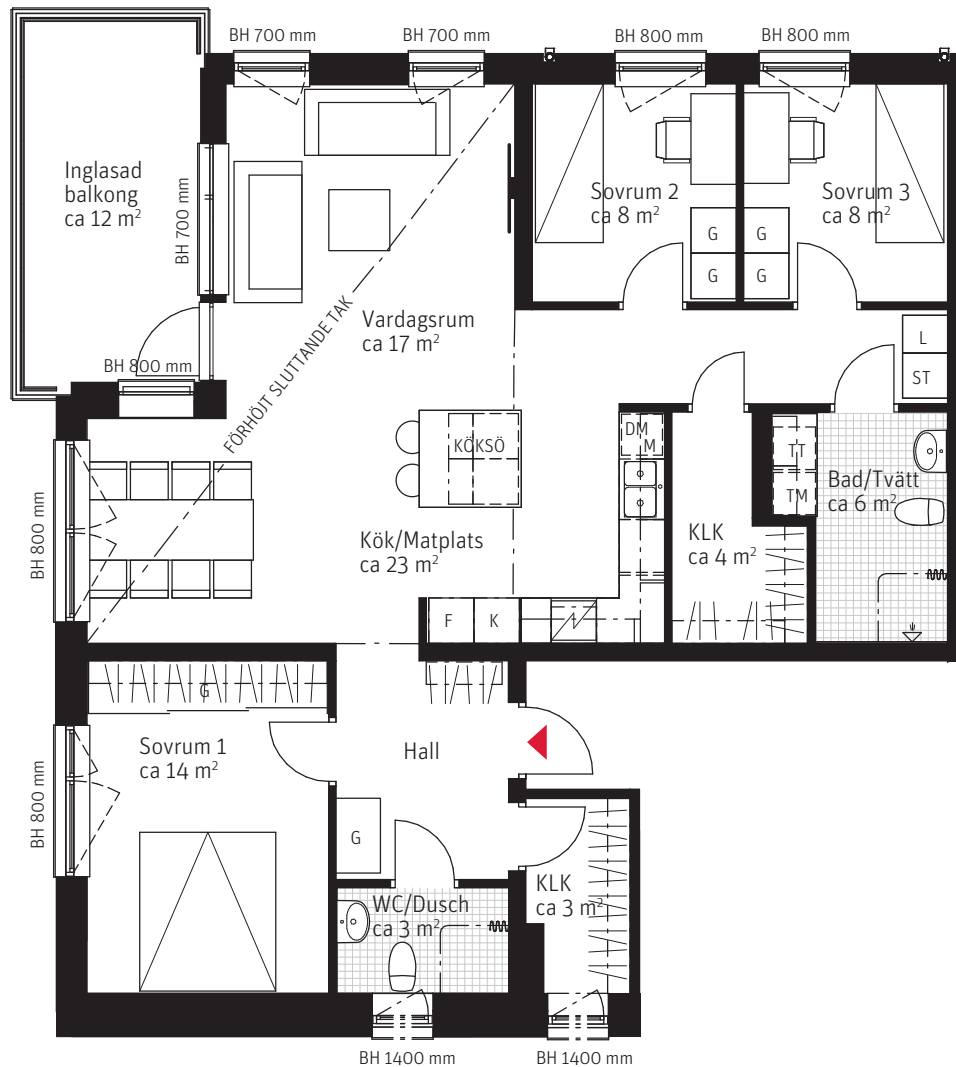 BH 700 mm
BH 700 mm
BH 800 mm
BH 800 mm
Inglasad
balkong
ca 12 m²
BH 700 mm
BH 800 mm
Sovrum 2
ca 8 m²
G
G
Sovrum 3
ca 8 m²
G
G
FÖRHÖJT SLUTTANDE TAK
Vardagsrum
ca 17 m²
L
ST
KÖKSÖ
DM
M
TT
TM
Bad/Tvätt
ca 6 m²
BH 800 mm
Kök/Matplats
ca 23 m²
KLK
ca 4 m²
F
K
G
Sovrum 1
ca 14 m²
BH 800 mm
Hall
G
WC/Dusch
ca 3 m²
KLK
ca 3 m²
BH 1400 mm
BH 1400 mm